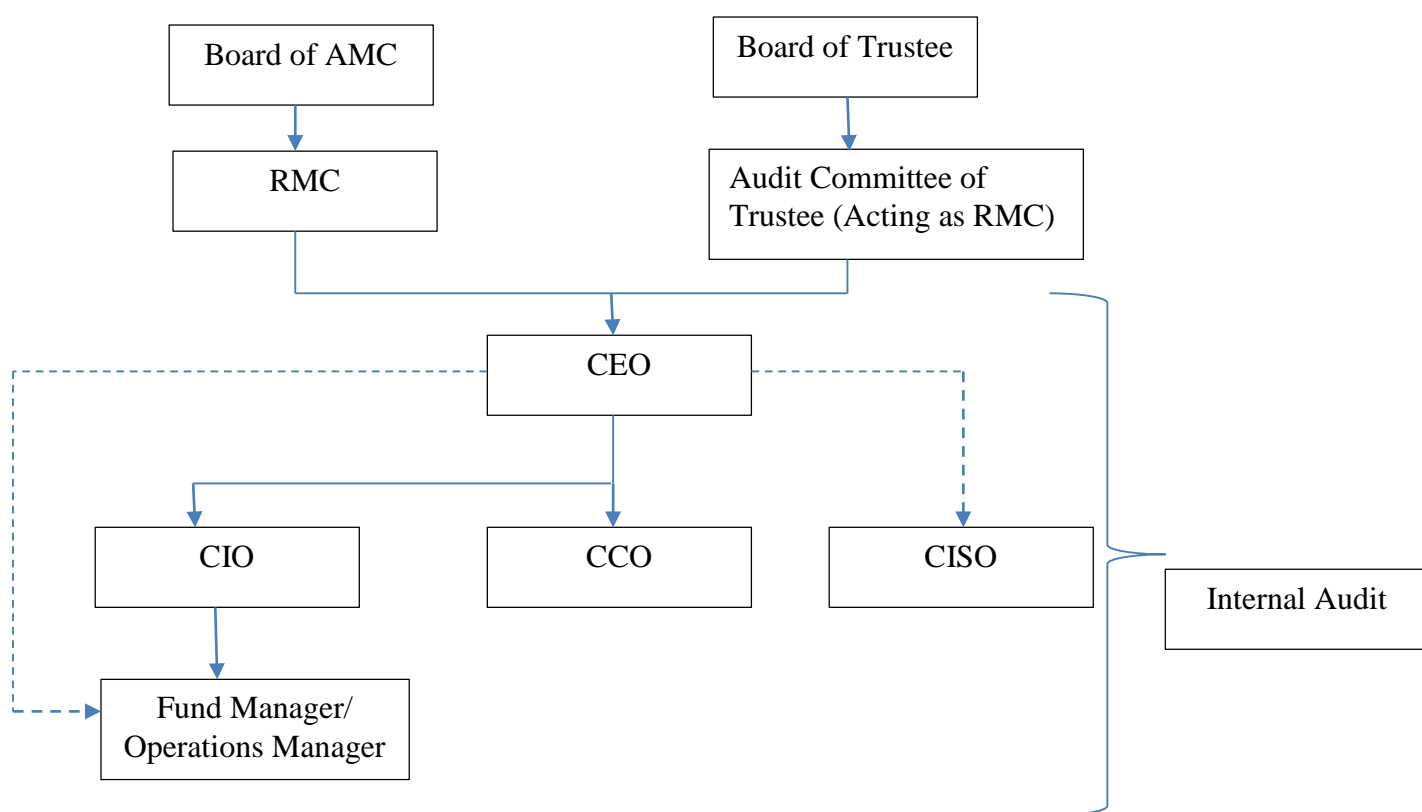 Board of AMC
Board of Trustee
RMC
Audit Committee of
Trustee (Acting as RMC)
CEO
CIO
CCO
CISO
Internal Audit
Fund Manager/
Operations Manager